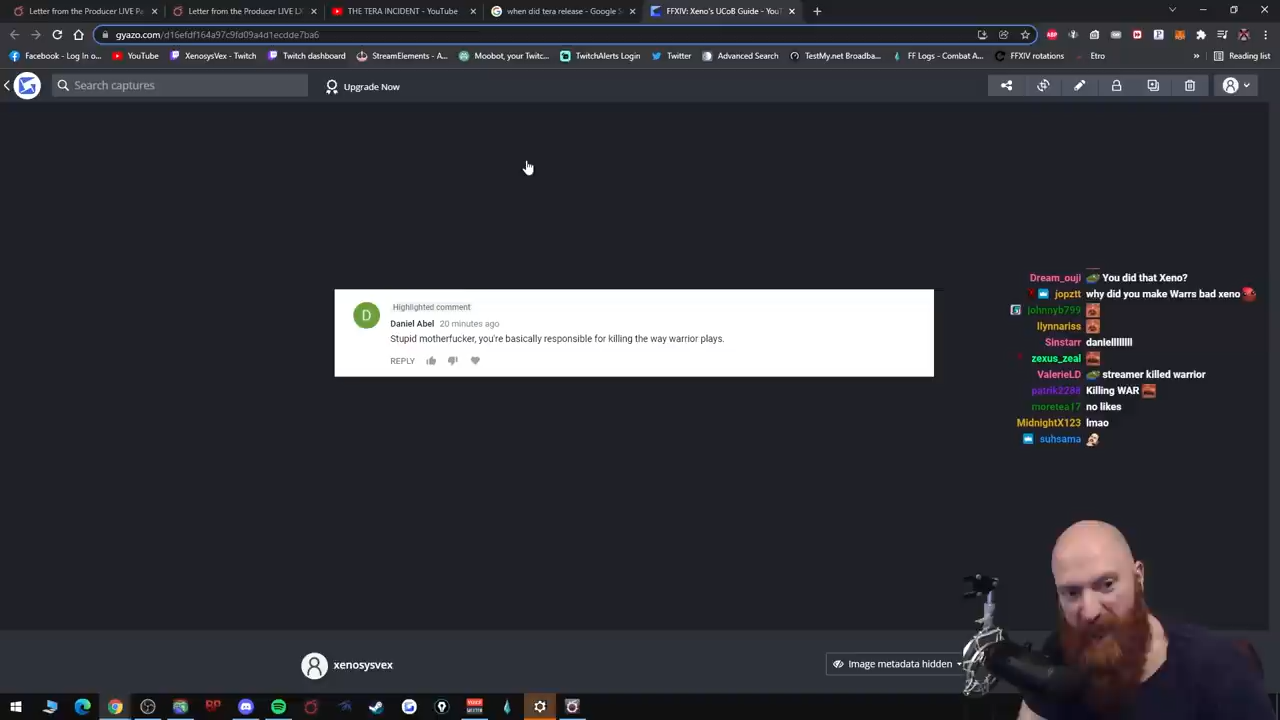 Letter from the Producer LIVE Pa
Letter from the Producer LIVE LX
THE TERA INCIDENT - YouTube
when did tera release - Google S
FFXIV: Xeno's UCoB Guide - You
gyazo.com/d16efdf164a97c9fd09a4d1ecdde7ba6
Facebook - Log In o...
YouTube
XenosysVex - Twitch
StreamElements - A...
Moobot, your Twitc...
TwitchAlerts Login
Twitter
Advanced Search
TestMy.net Broadba...
FF Logs - Combat A...
FFXIV rotations
Etro
»
Reading list
Search captures
Upgrade Now
Highlighted comment
D
Daniel Abel 20 minutes ago
Stupid motherfucker, you're basically responsible for killing the way warrior plays.
REPLY
Dream_ouji You did that Xeno?
jopztt why did you make Warrs bad xeno
johnnyb799
llynnariss
Sinstarr daniellllllll
zexus_zeal
ValerieLD streamer killed warrior
patrik2288 Killing WAR
moretea17 no likes
MidnightX123 lmao
suhsama
xenosysvex
Image metadata hidden